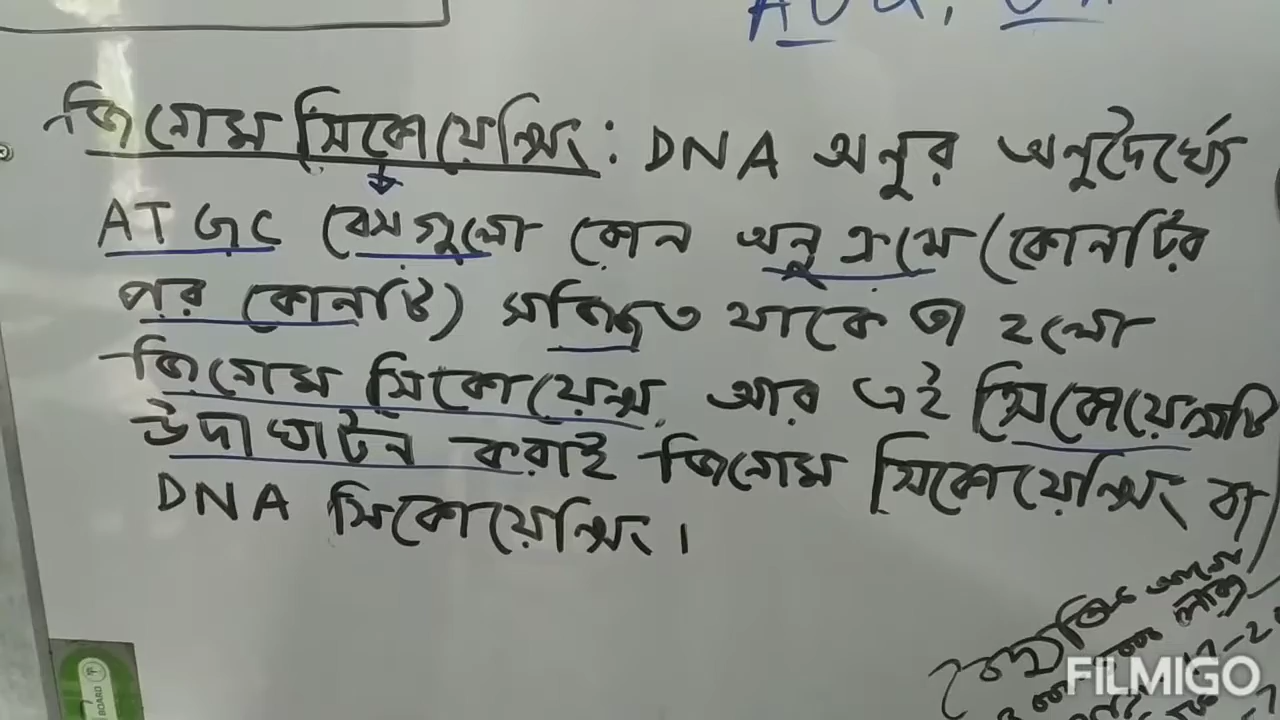 জিনোম সিকোয়েন্সিং: DNA অনুর অনুদৈর্ঘ্যে
ATGC বেসগুলো কোন অনুক্রমে (কোনটির
পর কোনটি) সজ্জিত থাকে তা হলো
জিনোম সিকোয়েন্স. আর এই সিকোয়েন্সটি
উদঘাটন করাই জিনোম সিকোয়েন্সিং বা
DNA সিকোয়েন্সিং।
BOARD
FILMIGO